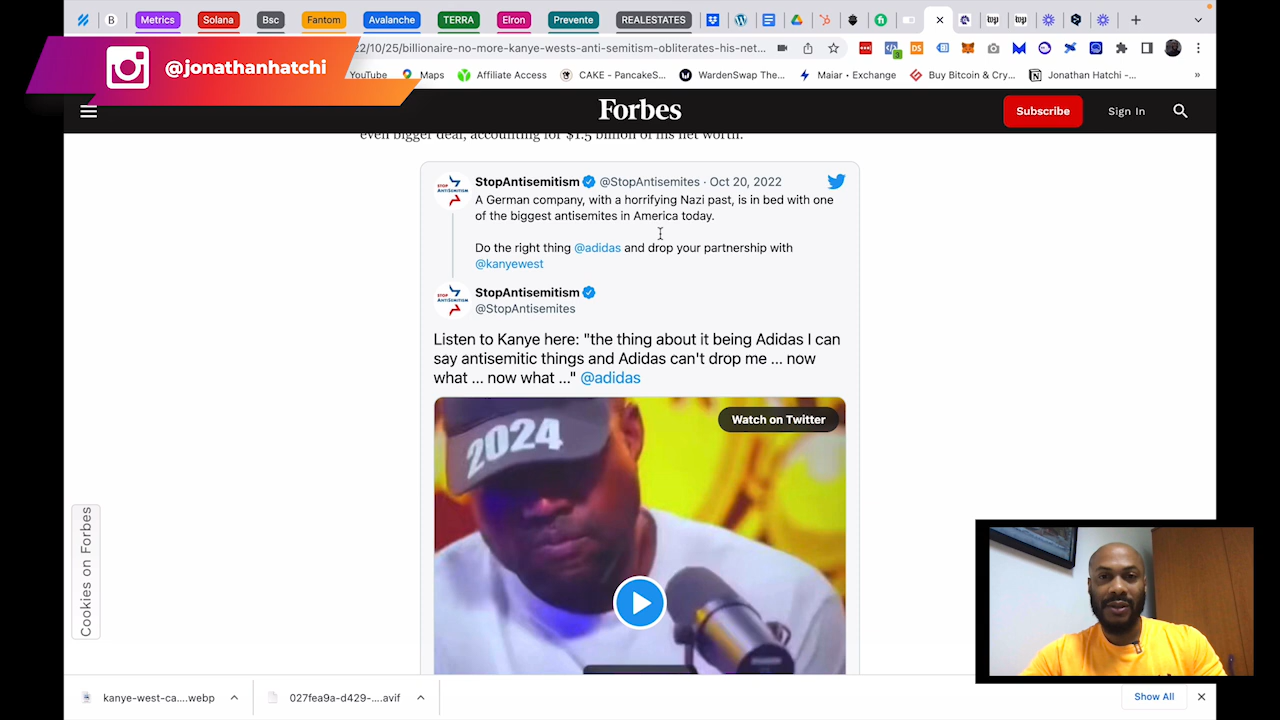 B
Metrics
Solana
Bsc
Fantom
Avalanche
TERRA
Elron
Prevente
REALESTATES
22/10/25/billionaire-no-more-kanye-wests-anti-semitism-obliterates-his-net...
@jonathanhatchi
YouTube
Maps
Affiliate Access
CAKE - PancakeS...
WardenSwap The...
Maiar • Exchange
Buy Bitcoin & Cry...
Jonathan Hatchi -...
»
Forbes
Subscribe
Sign In
even bigger deal, accounting for $1.5 billion of his net worth.
StopAntisemitism @StopAntisemites · Oct 20, 2022
A German company, with a horrifying Nazi past, is in bed with one
of the biggest antisemites in America today.
Do the right thing @adidas and drop your partnership with
@kanyewest
StopAntisemitism
@StopAntisemites
Listen to Kanye here: "the thing about it being Adidas I can
say antisemitic things and Adidas can't drop me ... now
what ... now what ..." @adidas
Watch on Twitter
2024
Cookies on Forbes
kanye-west-ca....webp
027fea9a-d429-....avif
Show All